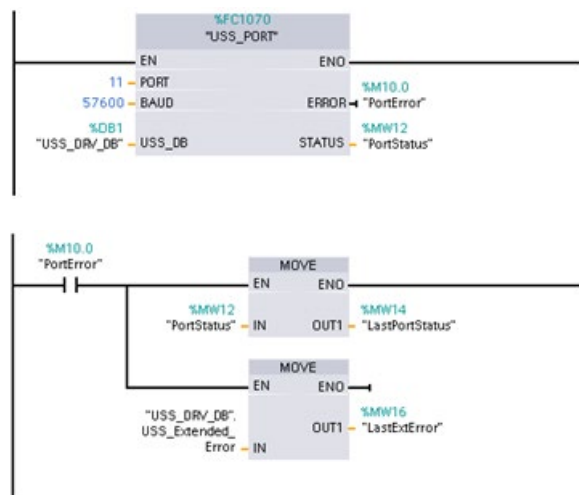 %FC1070
"USS_PORT"
EN ENO
11 PORT
%M10.0
57600 BAUD ERROR "PortError"
%DB1 %MW12
"USS_DRV_DB" USS_DB STATUS "PortStatus"
%M10.0
"PortError"
MOVE
EN ENO
%MW12 %MW14
"PortStatus" IN OUT1 "LastPortStatus"
MOVE
EN ENO
"USS_DRV_DB". %MW16
USS_Extended_ OUT1 "LastExtError"
Error IN